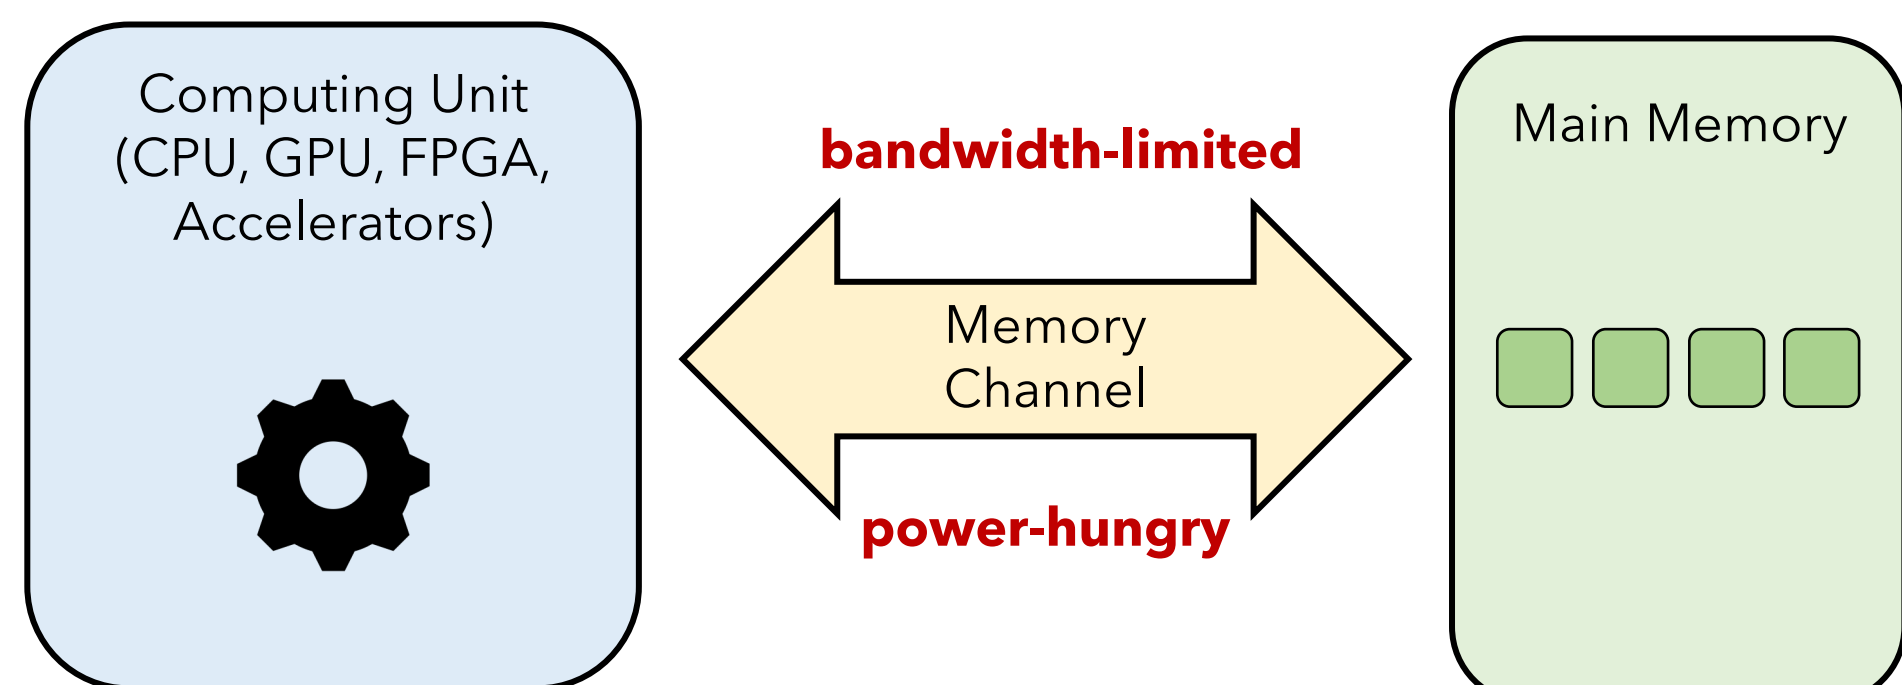 Computing Unit
(CPU, GPU, FPGA,
Accelerators)
bandwidth-limited
Memory
Channel
power-hungry
Main Memory